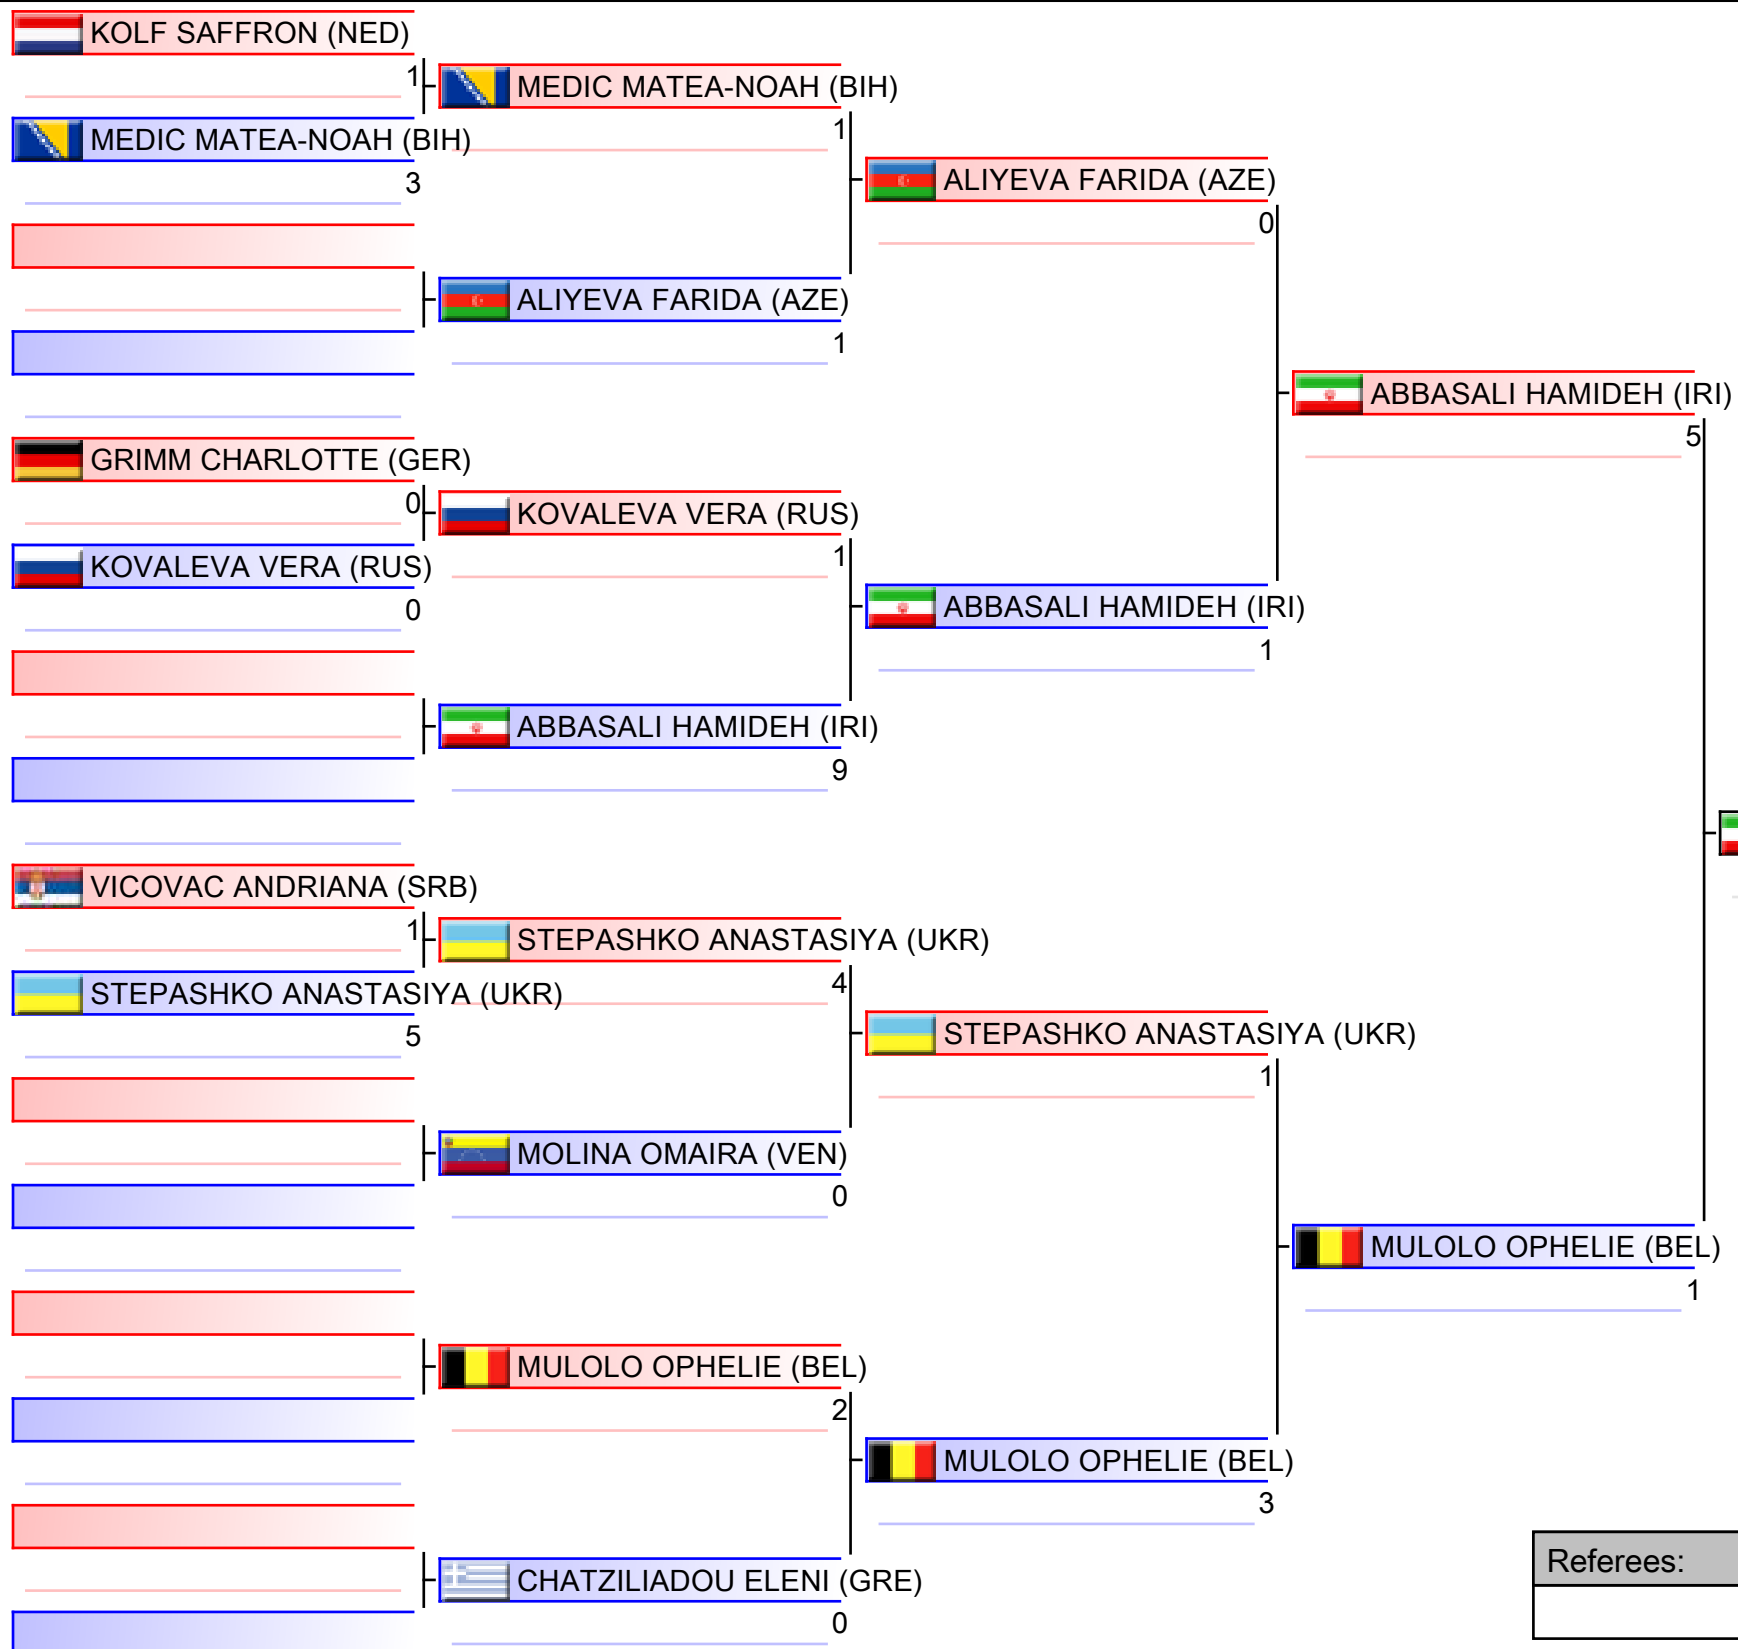 KOLF SAFFRON (NED)
1
MEDIC MATEA-NOAH (BIH)
3
GRIMM CHARLOTTE (GER)
0
KOVALEVA VERA (RUS)
0
VICOVAC ANDRIANA (SRB)
1
STEPASHKO ANASTASIYA (UKR)
5
MEDIC MATEA-NOAH (BIH)
1
ALIYEVA FARIDA (AZE)
1
KOVALEVA VERA (RUS)
1
ABBASALI HAMIDEH (IRI)
9
STEPASHKO ANASTASIYA (UKR)
4
MOLINA OMAIRA (VEN)
0
MULOLO OPHELIE (BEL)
2
CHATZILIADOU ELENI (GRE)
0
ALIYEVA FARIDA (AZE)
0
ABBASALI HAMIDEH (IRI)
1
STEPASHKO ANASTASIYA (UKR)
1
MULOLO OPHELIE (BEL)
3
ABBASALI HAMIDEH (IRI)
5
MULOLO OPHELIE (BEL)
1
Referees: